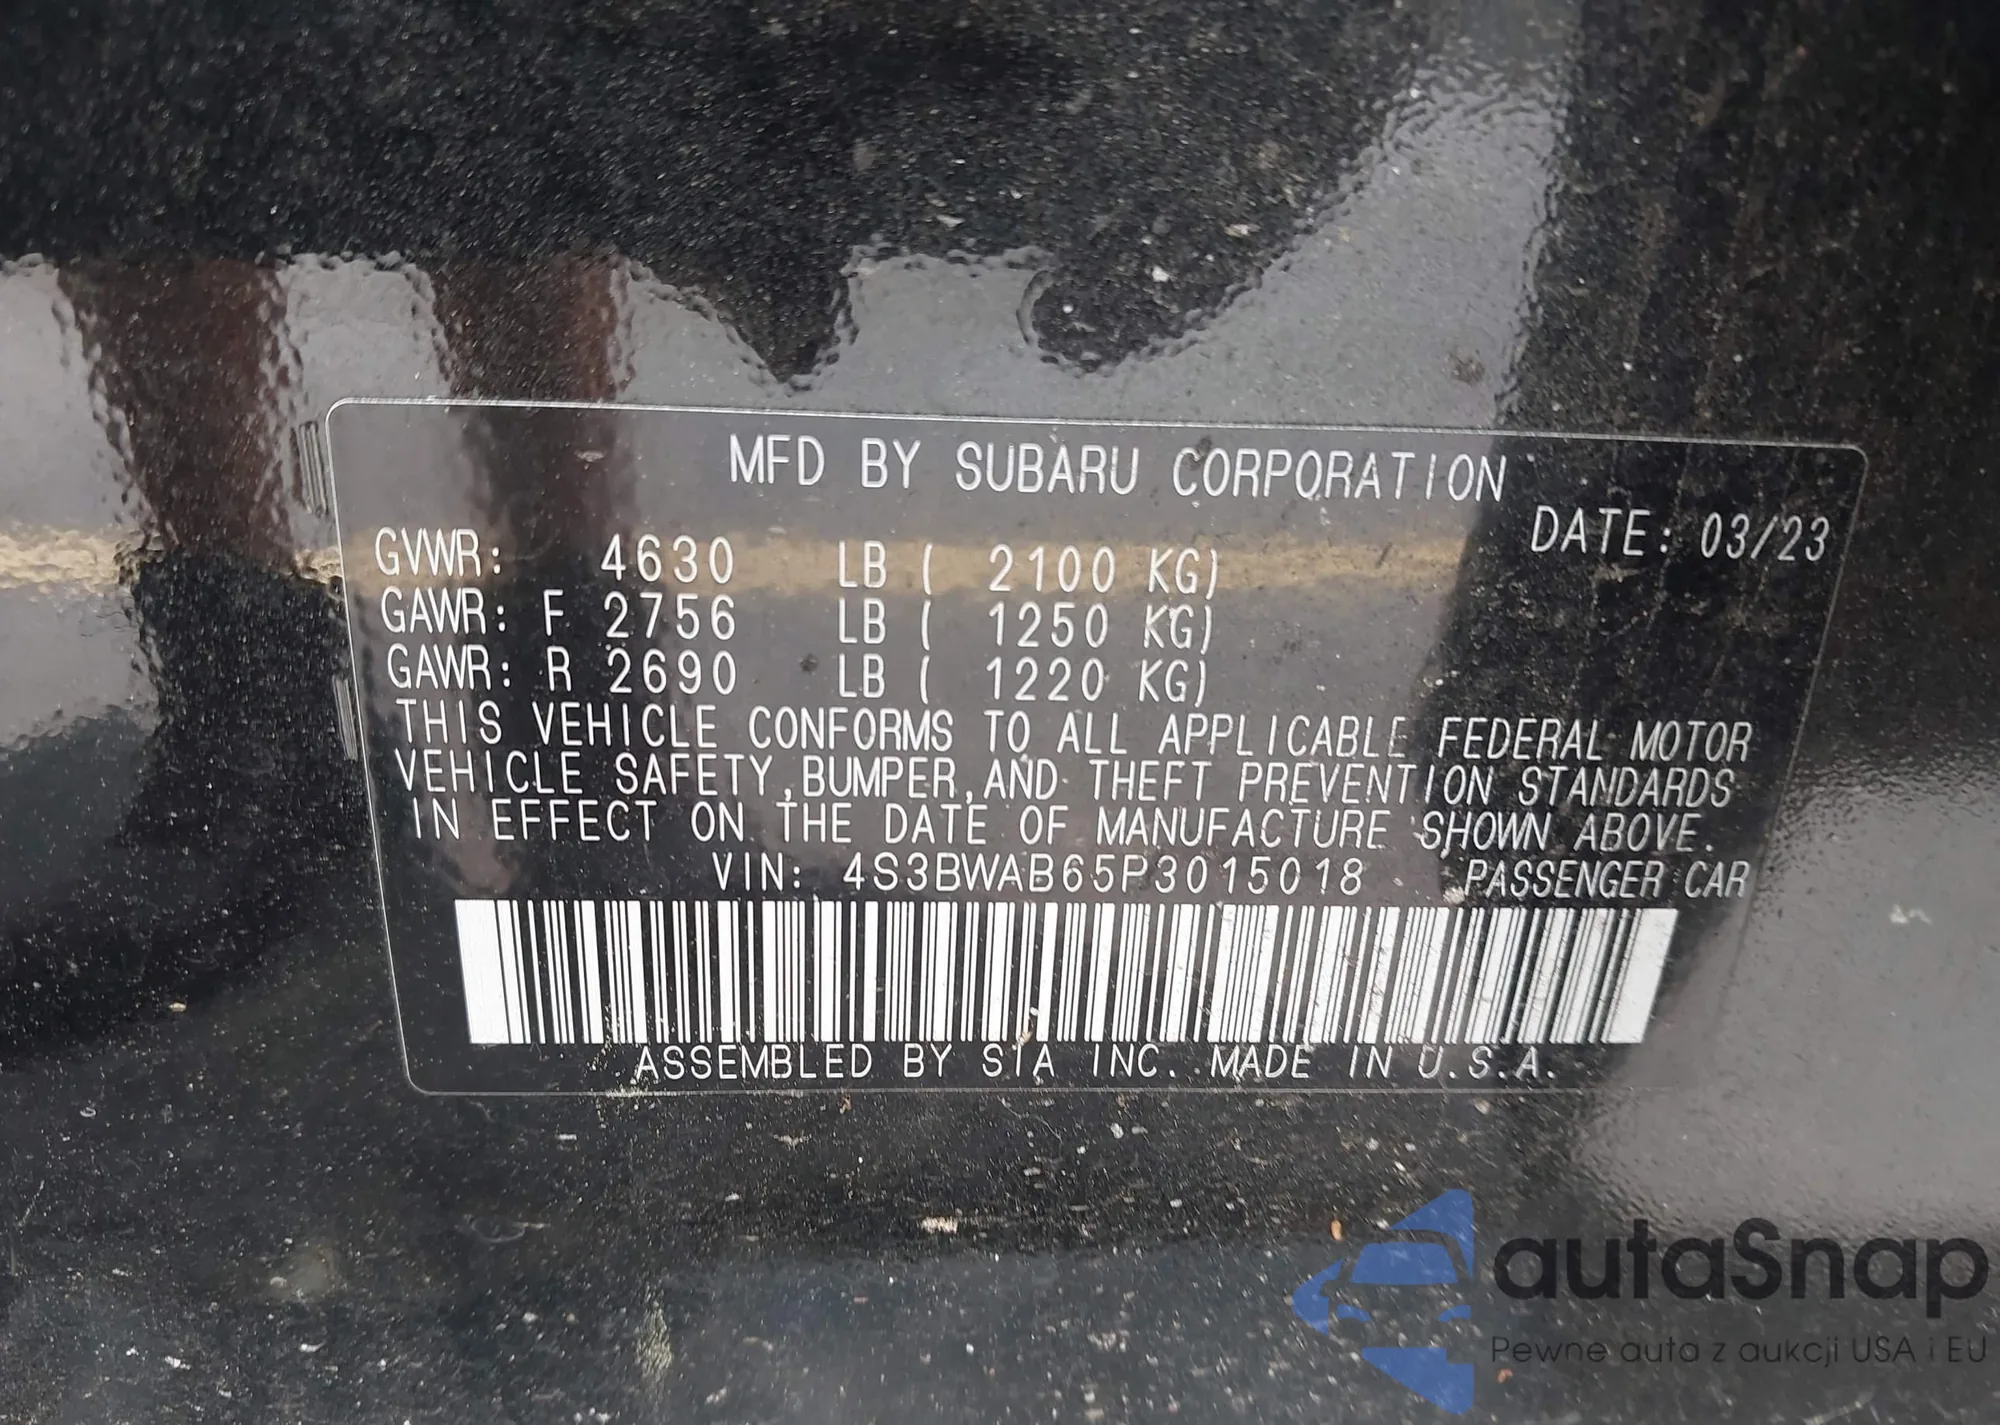 MFD BY SUBARU CORPORATION
DATE: 03/23
GVWR: 4630 LB ( 2100 KG)
GAWR: F 2756 LB ( 1250 KG)
GAWR: R 2690 LB ( 1220 KG)
THIS VEHICLE CONFORMS TO ALL APPLICABLE FEDERAL MOTOR
VEHICLE SAFETY,BUMPER,AND THEFT PREVENTION STANDARDS
IN EFFECT ON THE DATE OF MANUFACTURE SHOWN ABOVE.
VIN: 4S3BWAB65P3015018 PASSENGER CAR
ASSEMBLED BY SIA INC. MADE IN U.S.A.
autaSnap
Pewne auta z aukcji USA i EU